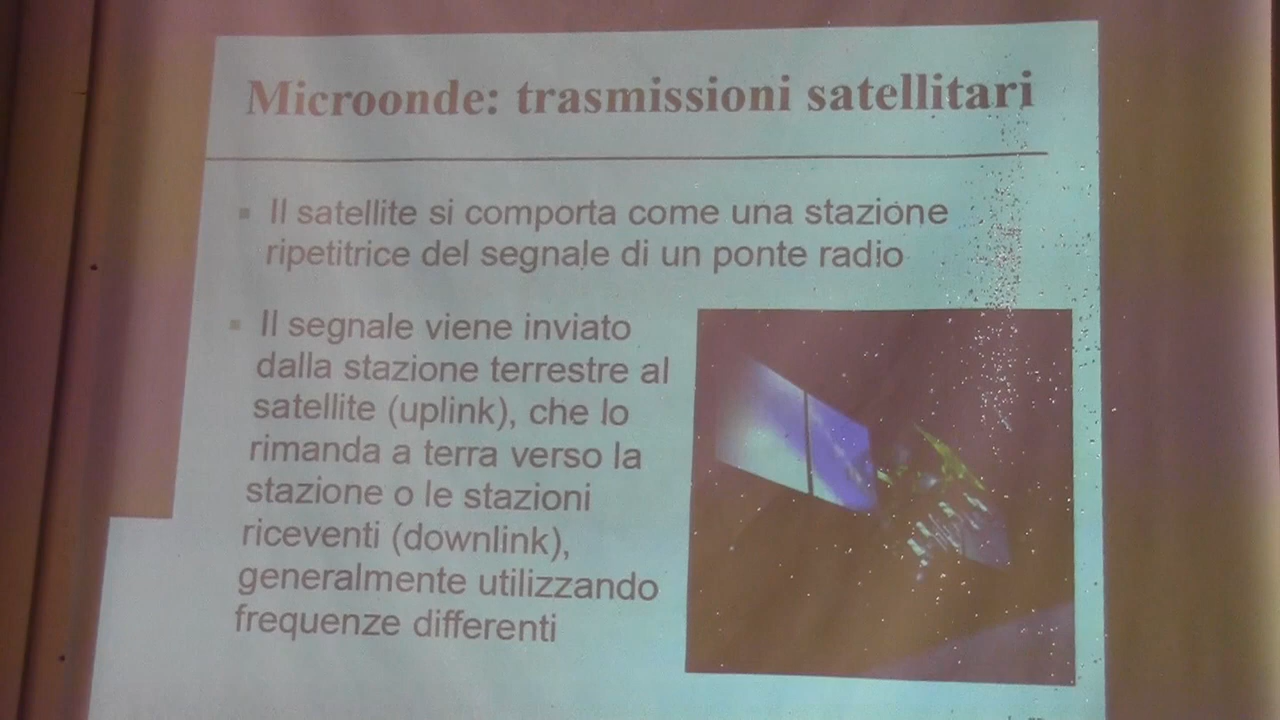 Microonde: trasmissioni satellitari
Il satellite si comporta come una stazione
ripetitrice del segnale di un ponte radio
Il segnale viene inviato
dalla stazione terrestre al
satellite (uplink), che lo
rimanda a terra verso la
stazione o le stazioni
riceventi (downlink),
generalmente utilizzando
frequenze differenti